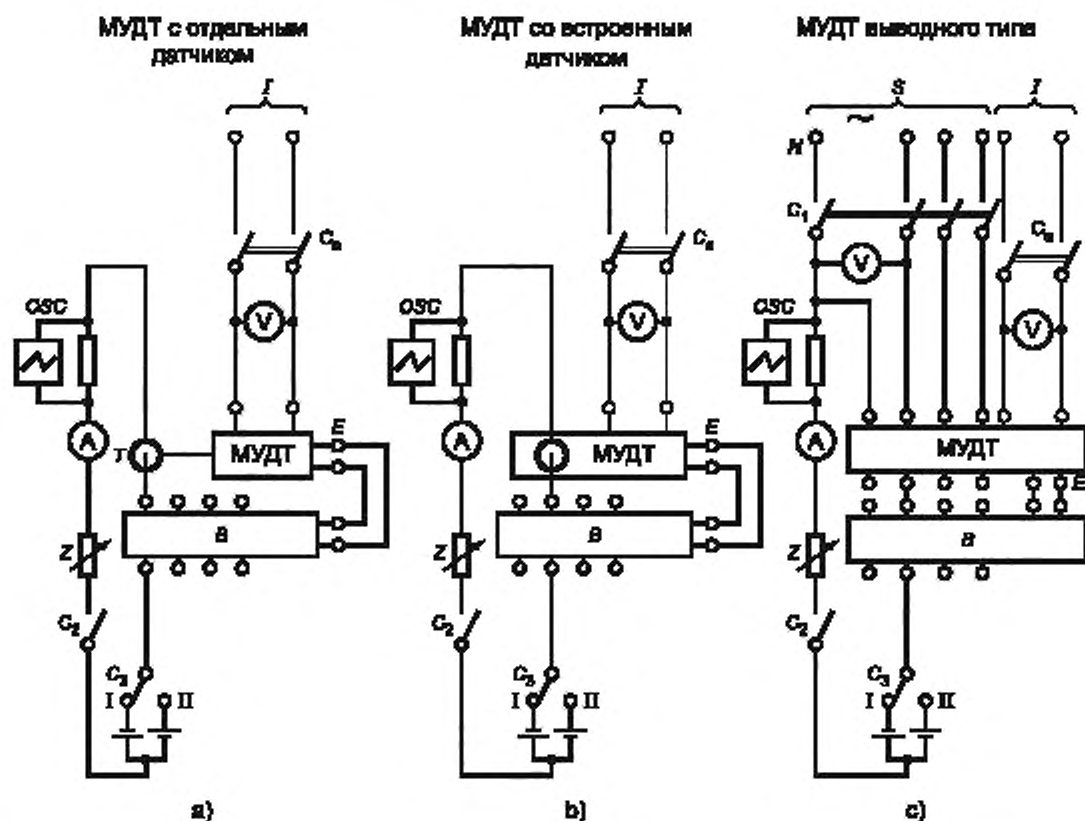 МУДТ с отдельным
датчиком
МУДТ со встроенным
датчиком
МУДТ выводного типа
I
I
S
I
~
N
C₁
Cₐ
Cₐ
Cₐ
V
V
V
V
OSC
OSC
OSC
A
A
A
T
МУДТ
E
МУДТ
E
МУДТ
E
B
B
B
Z
Z
Z
C₂
C₂
C₂
C₃
C₃
C₃
I
II
I
II
I
II
a)
b)
c)